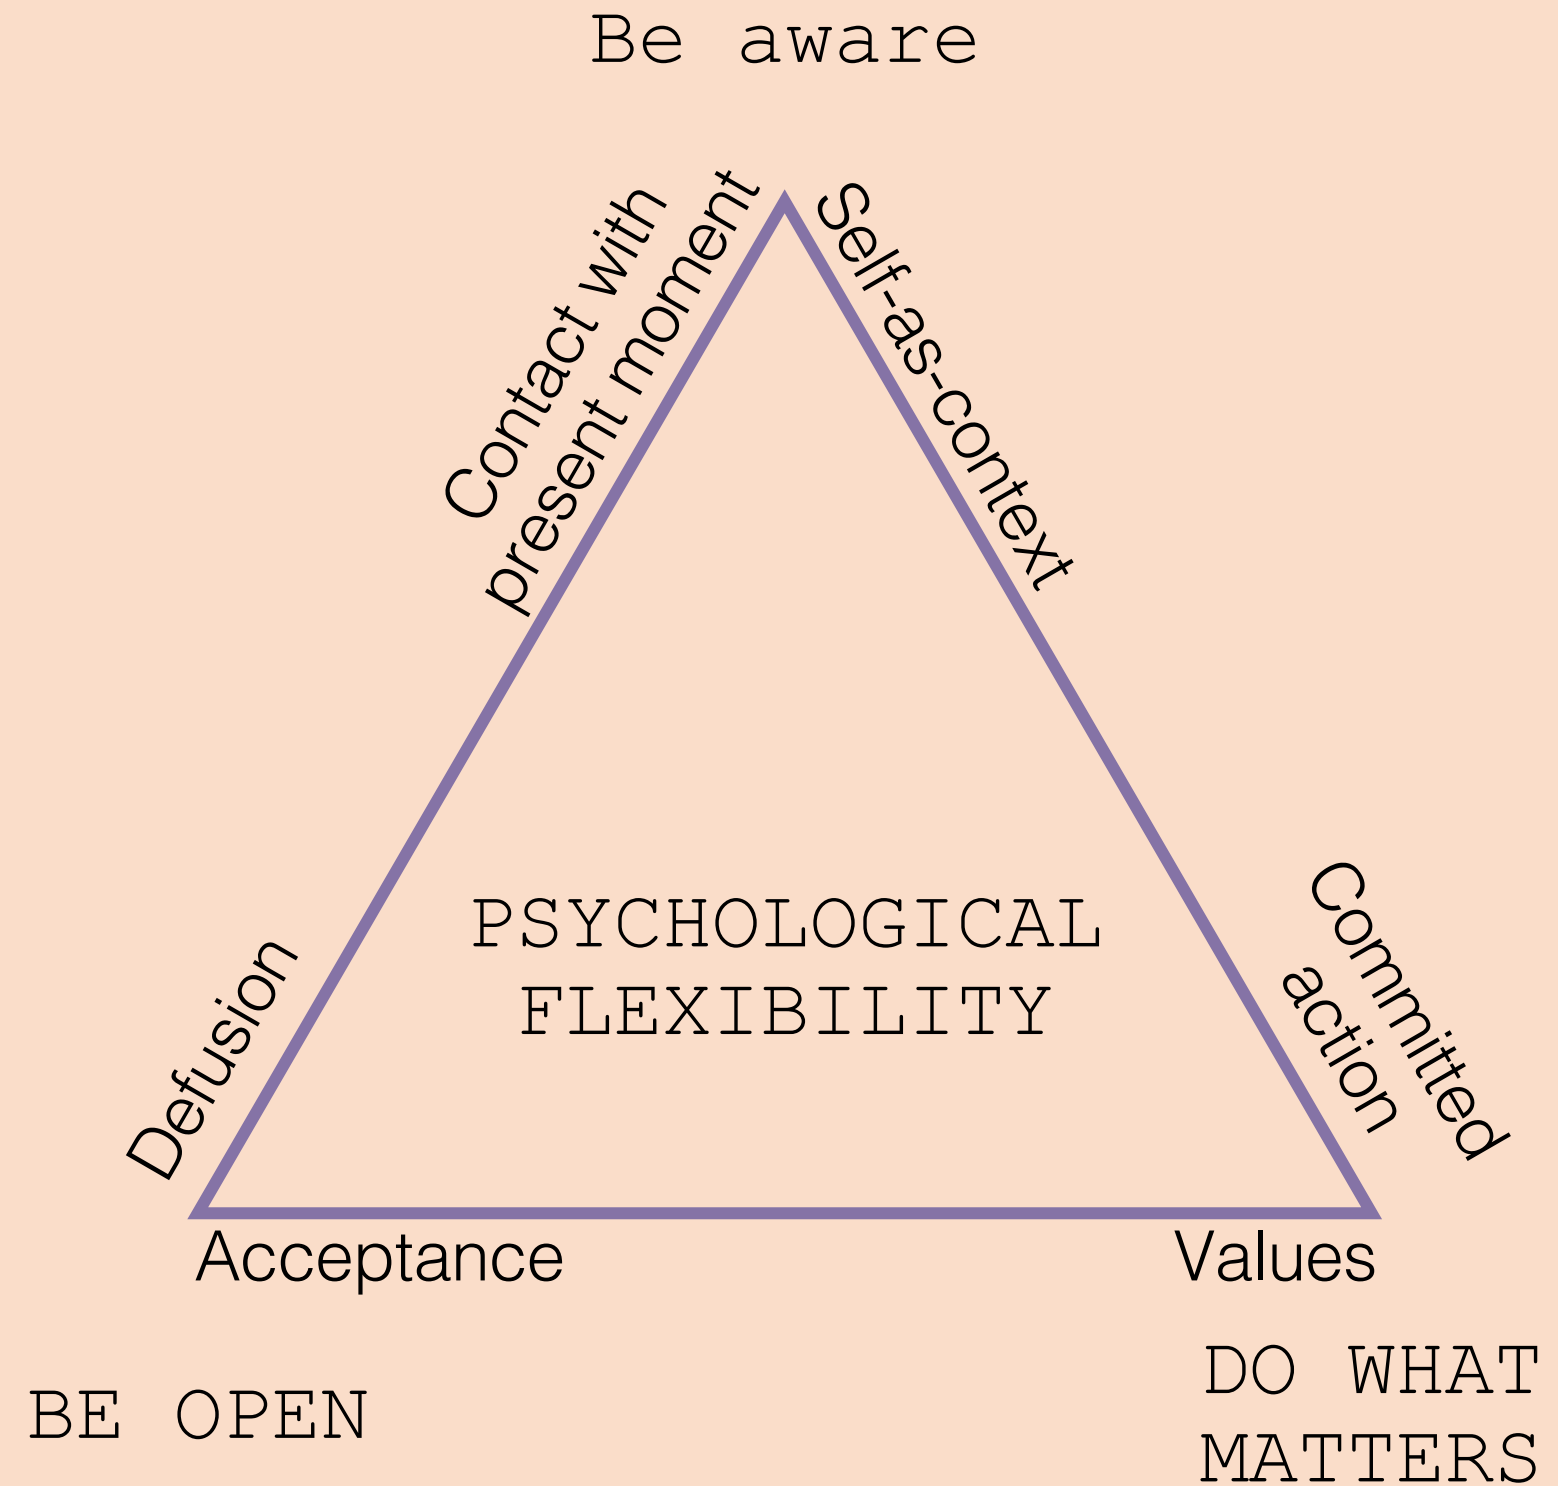 Be aware
Contact with
present moment
Self-as-context
PSYCHOLOGICAL
FLEXIBILITY
Defusion
Committed
action
Acceptance
Values
BE OPEN
DO WHAT
MATTERS